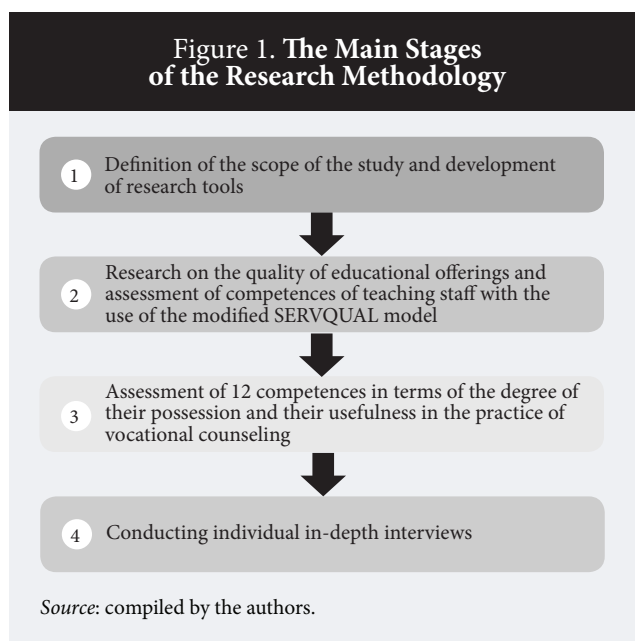 Figure 1. The Main Stages
of the Research Methodology
1 Definition of the scope of the study and development
of research tools
Research on the quality of educational offerings and
2 assessment of competences of teaching staff with the
use of the modified SERVQUAL model
Assessment of 12 competences in terms of the degree of
3 their possession and their usefulness in the practice of
vocational counseling
4 Conducting individual in-depth interviews
Source: compiled by the authors.